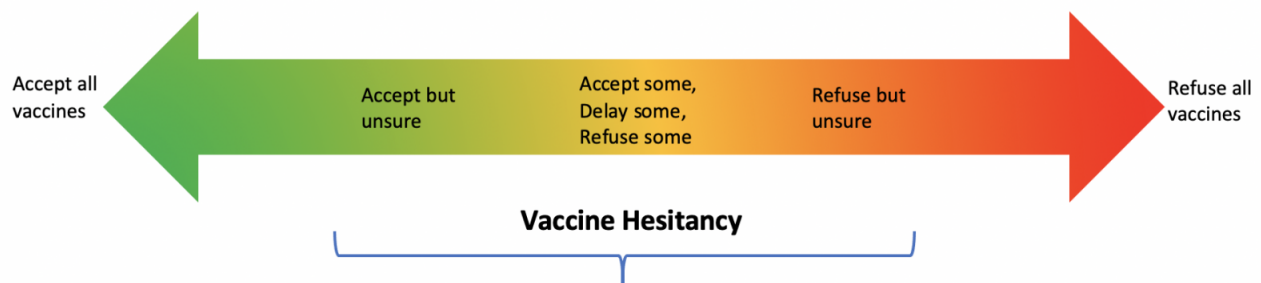 Accept all
vaccines
Accept but
unsure
Accept some,
Delay some,
Refuse some
Refuse but
unsure
Refuse all
vaccines
Vaccine Hesitancy